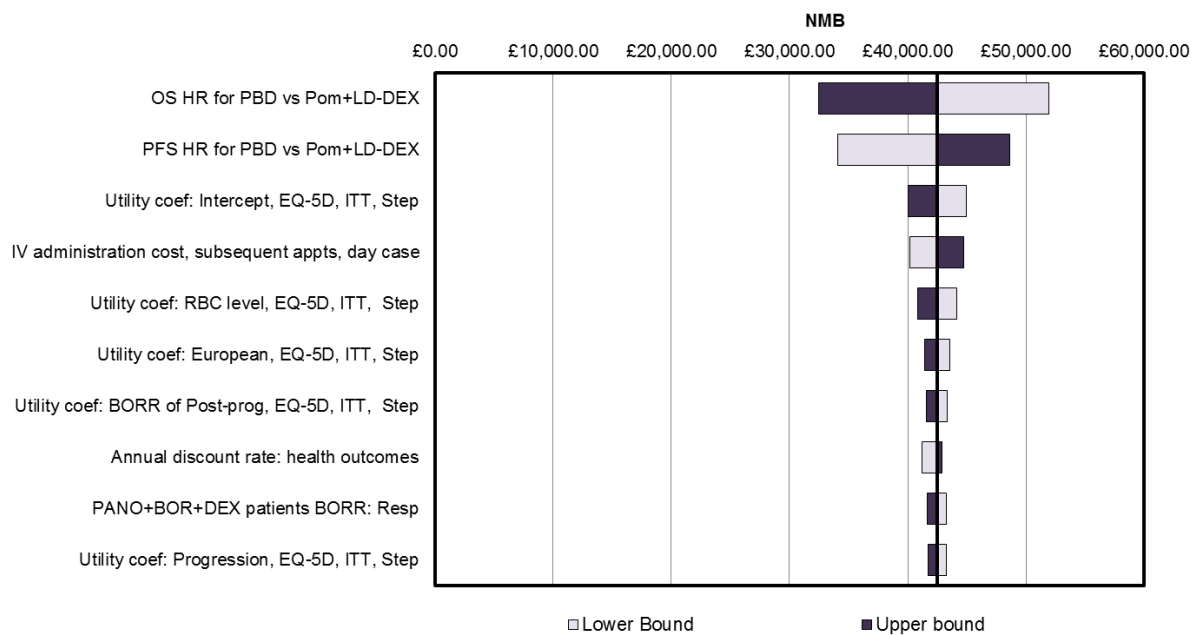 NMB
£0.00 £10,000.00 £20,000.00 £30,000.00 £40,000.00 £50,000.00 £60,000.00
OS HR for PBD vs Pom+LD-DEX
PFS HR for PBD vs Pom+LD-DEX
Utility coef: Intercept, EQ-5D, ITT, Step
IV administration cost, subsequent appts, day case
Utility coef: RBC level, EQ-5D, ITT,  Step
Utility coef: European, EQ-5D, ITT, Step
Utility coef: BORR of Post-prog, EQ-5D, ITT,  Step
Annual discount rate: health outcomes
PANO+BOR+DEX patients BORR: Resp
Utility coef: Progression, EQ-5D, ITT, Step
Lower Bound Upper bound